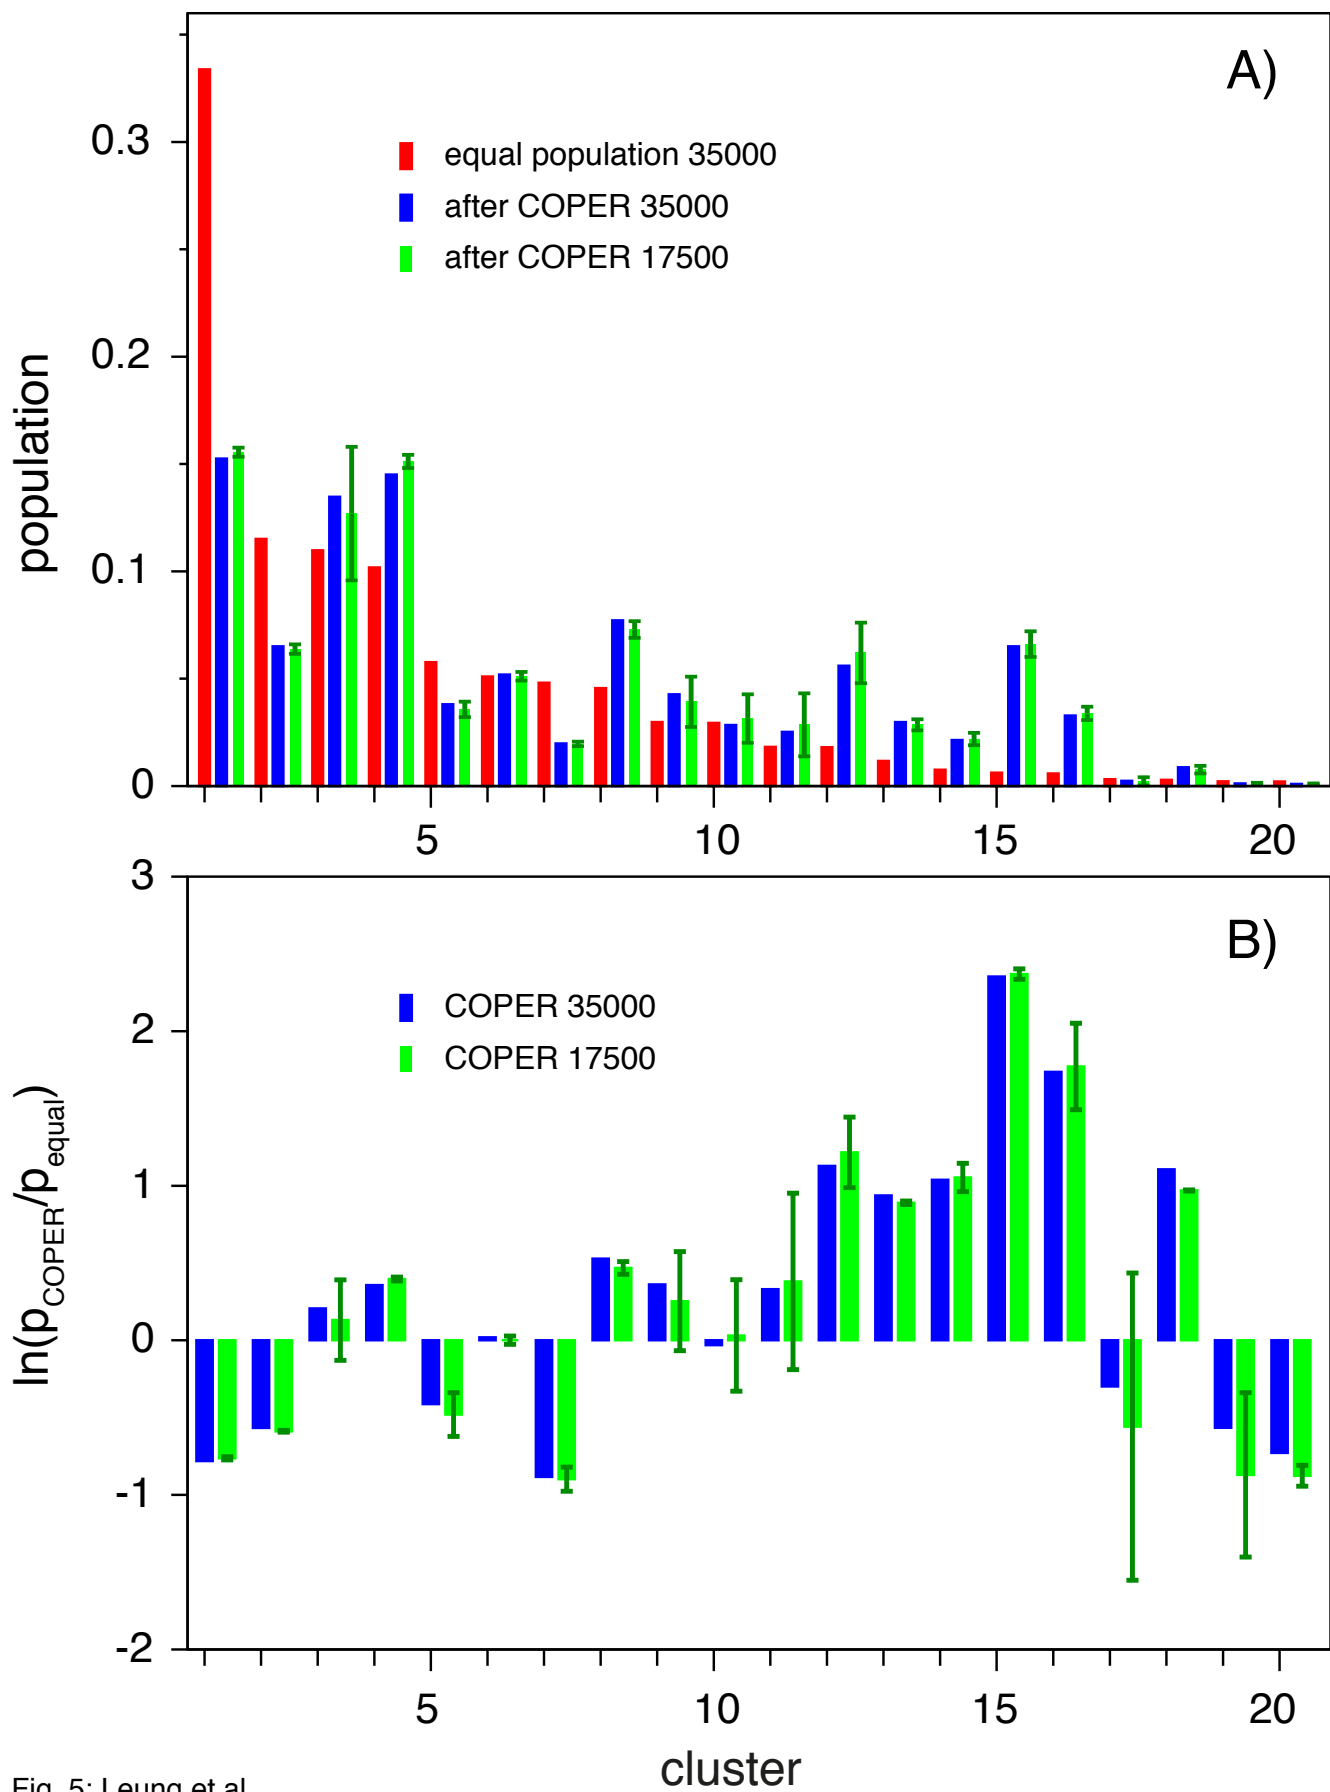 A)
0.3
equal population 35000
after COPER 35000
after COPER 17500
0.2
population
0.1
0
5 10 15 20
3
B)
COPER 35000
2
COPER 17500
ln(pCOPER/pequal)
1
0
-1
-2
5 10 15 20
cluster
Fig. 5: Leung et al